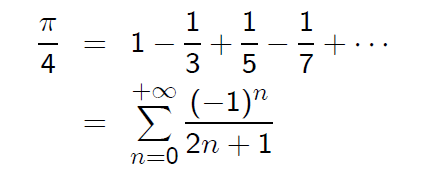 π/4 = 1 − 1/3 + 1/5 − 1/7 + ⋯
= ∑_{n=0}^{+∞} (−1)^n/(2n + 1)